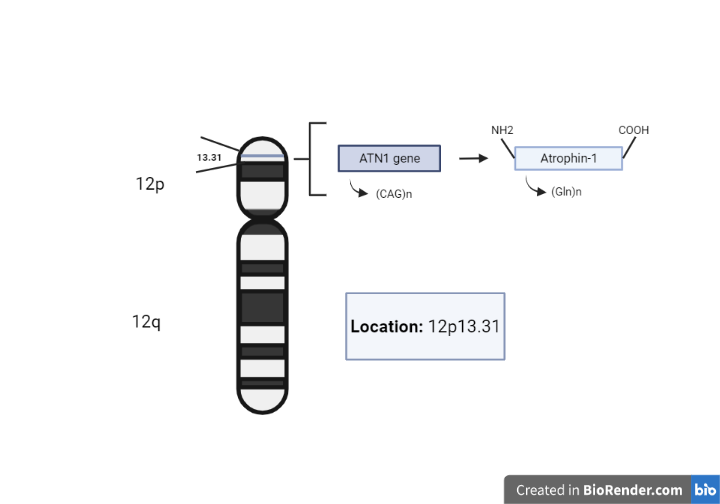 NH2
COOH
13.31
ATN1 gene
Atrophin-1
12p
(CAG)n
(Gln)n
12q
Location: 12p13.31
Created in BioRender.com bio